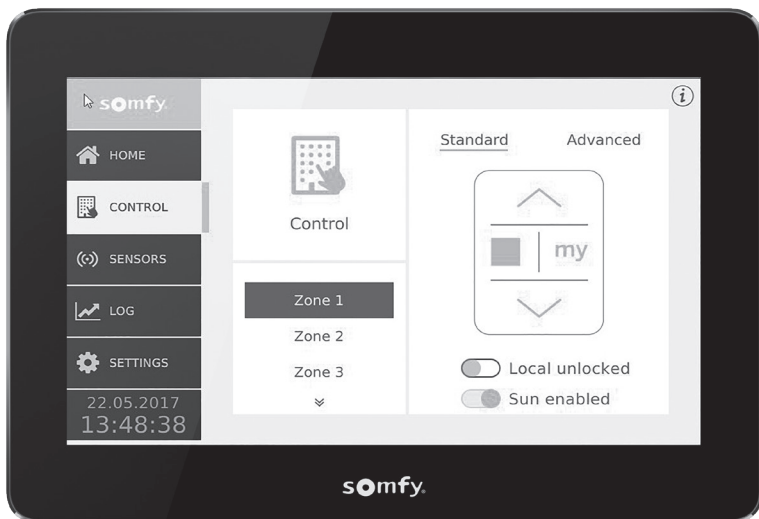 somfy.
HOME
CONTROL
SENSORS
LOG
SETTINGS
22.05.2017
13:48:38
Control
Zone 1
Zone 2
Zone 3
i
Standard
Advanced
my
Local unlocked
Sun enabled
somfy.